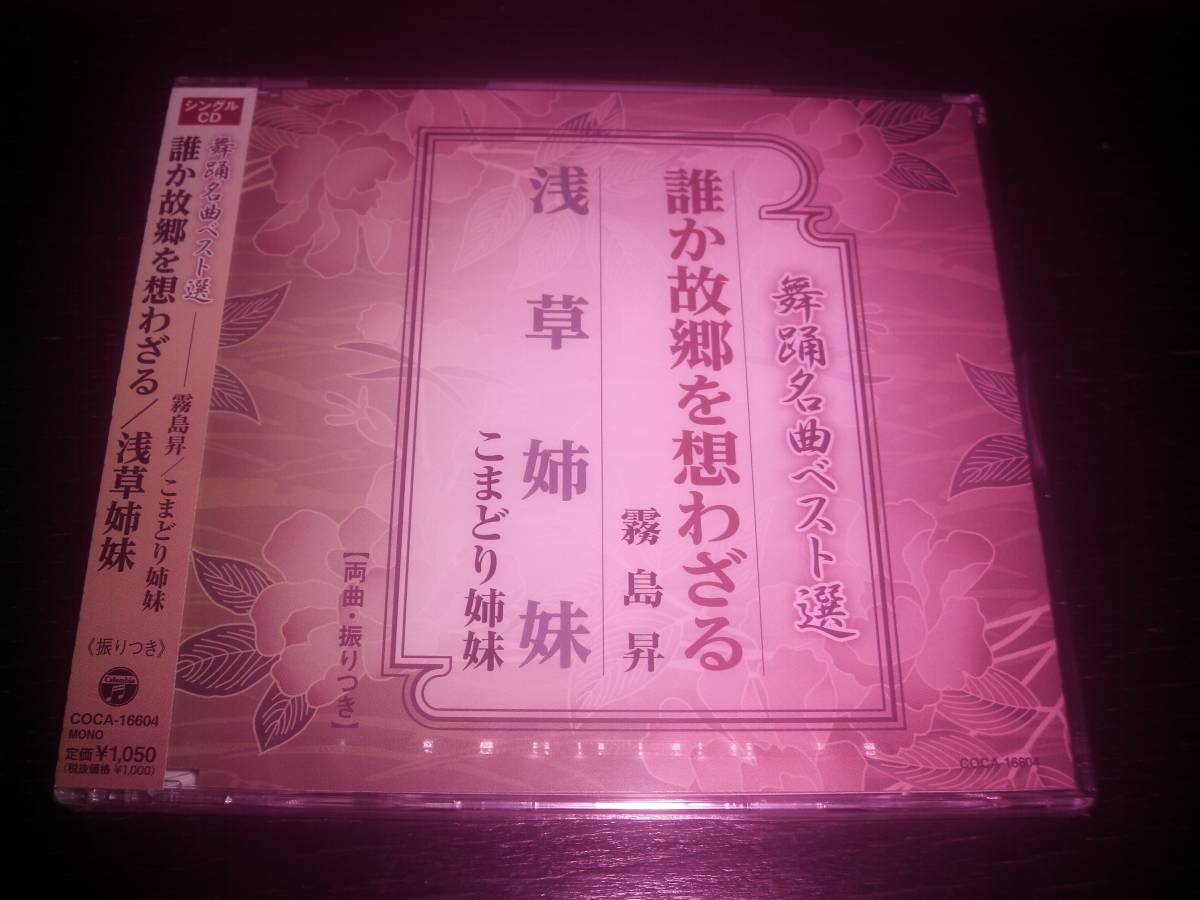 シングル
CD
舞踊名曲ベスト選
霧島昇／こまどり姉妹
誰か故郷を想わざる／浅草姉妹
《振りつき》
Columbia
COCA-16604
MONO
定価¥1,050
(税抜価格 ¥1,000)
舞踊名曲ベスト選
誰か故郷を想わざる
霧島昇
浅草姉妹
こまどり姉妹
【両曲・振りつき】
COCA-16604